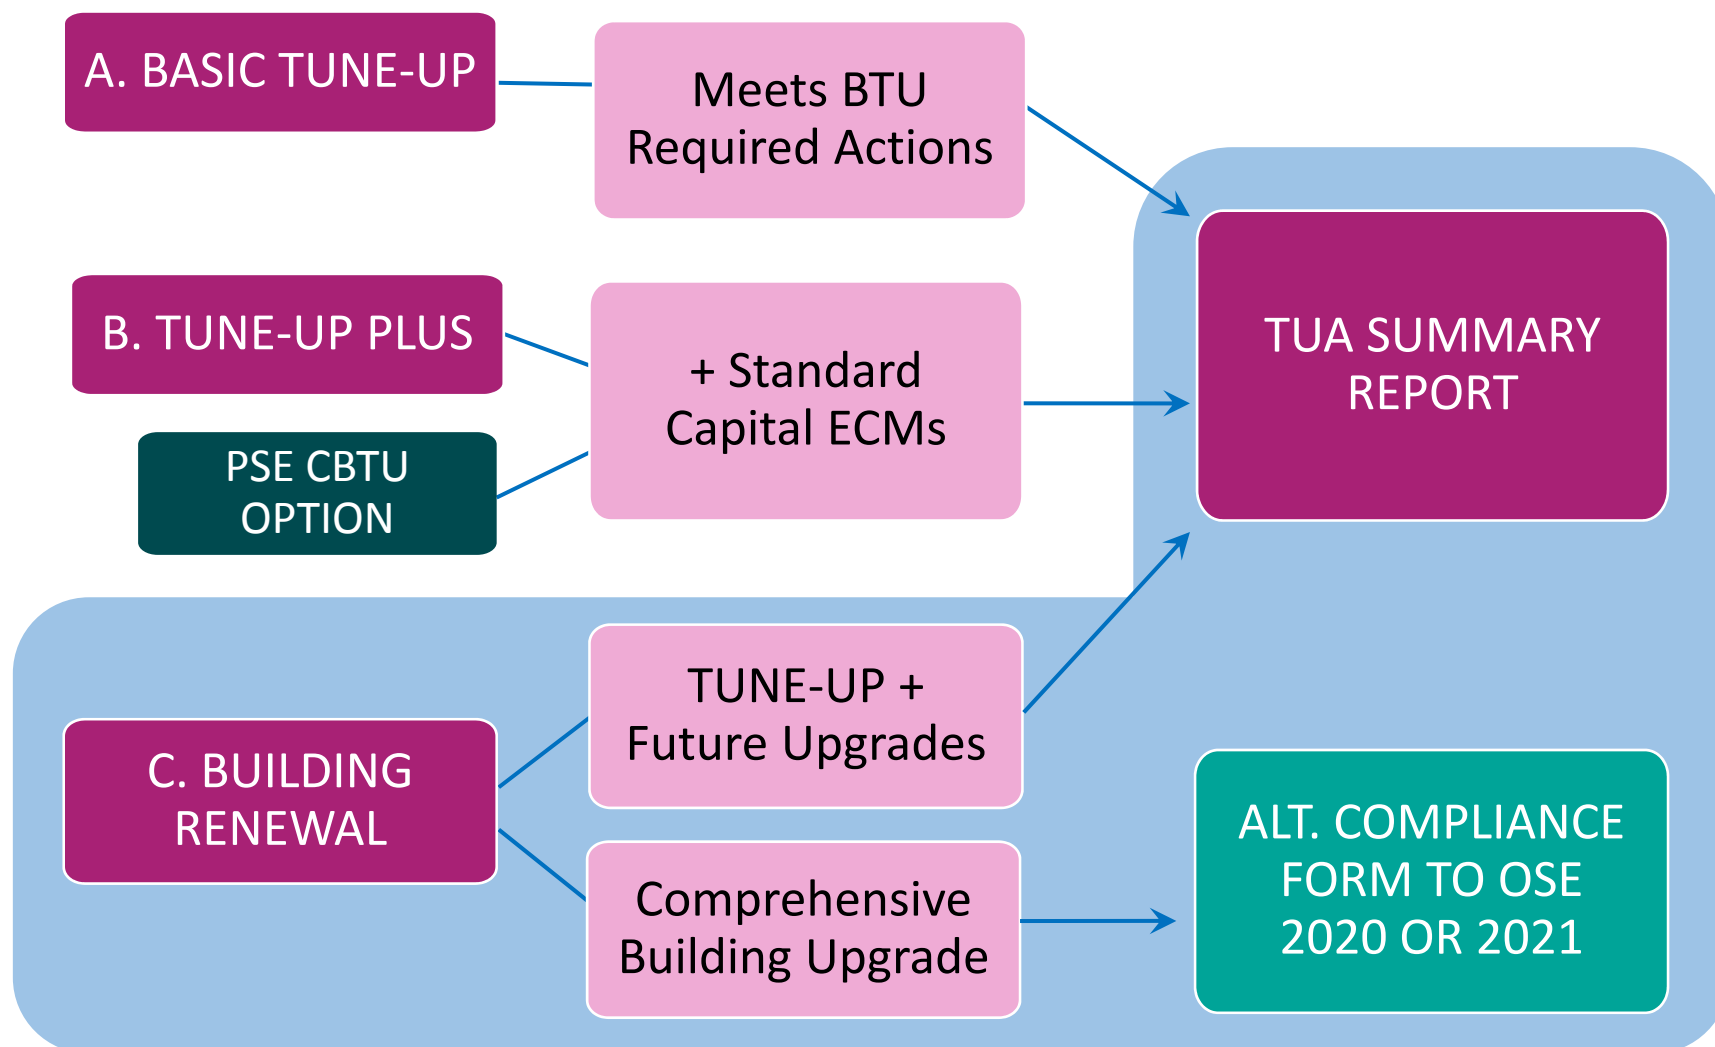 A. BASIC TUNE-UP
Meets BTU
Required Actions
B. TUNE-UP PLUS
PSE CBTU
OPTION
+ Standard
Capital ECMs
TUA SUMMARY
REPORT
C. BUILDING
RENEWAL
TUNE-UP +
Future Upgrades
Comprehensive
Building Upgrade
ALT. COMPLIANCE
FORM TO OSE
2020 OR 2021